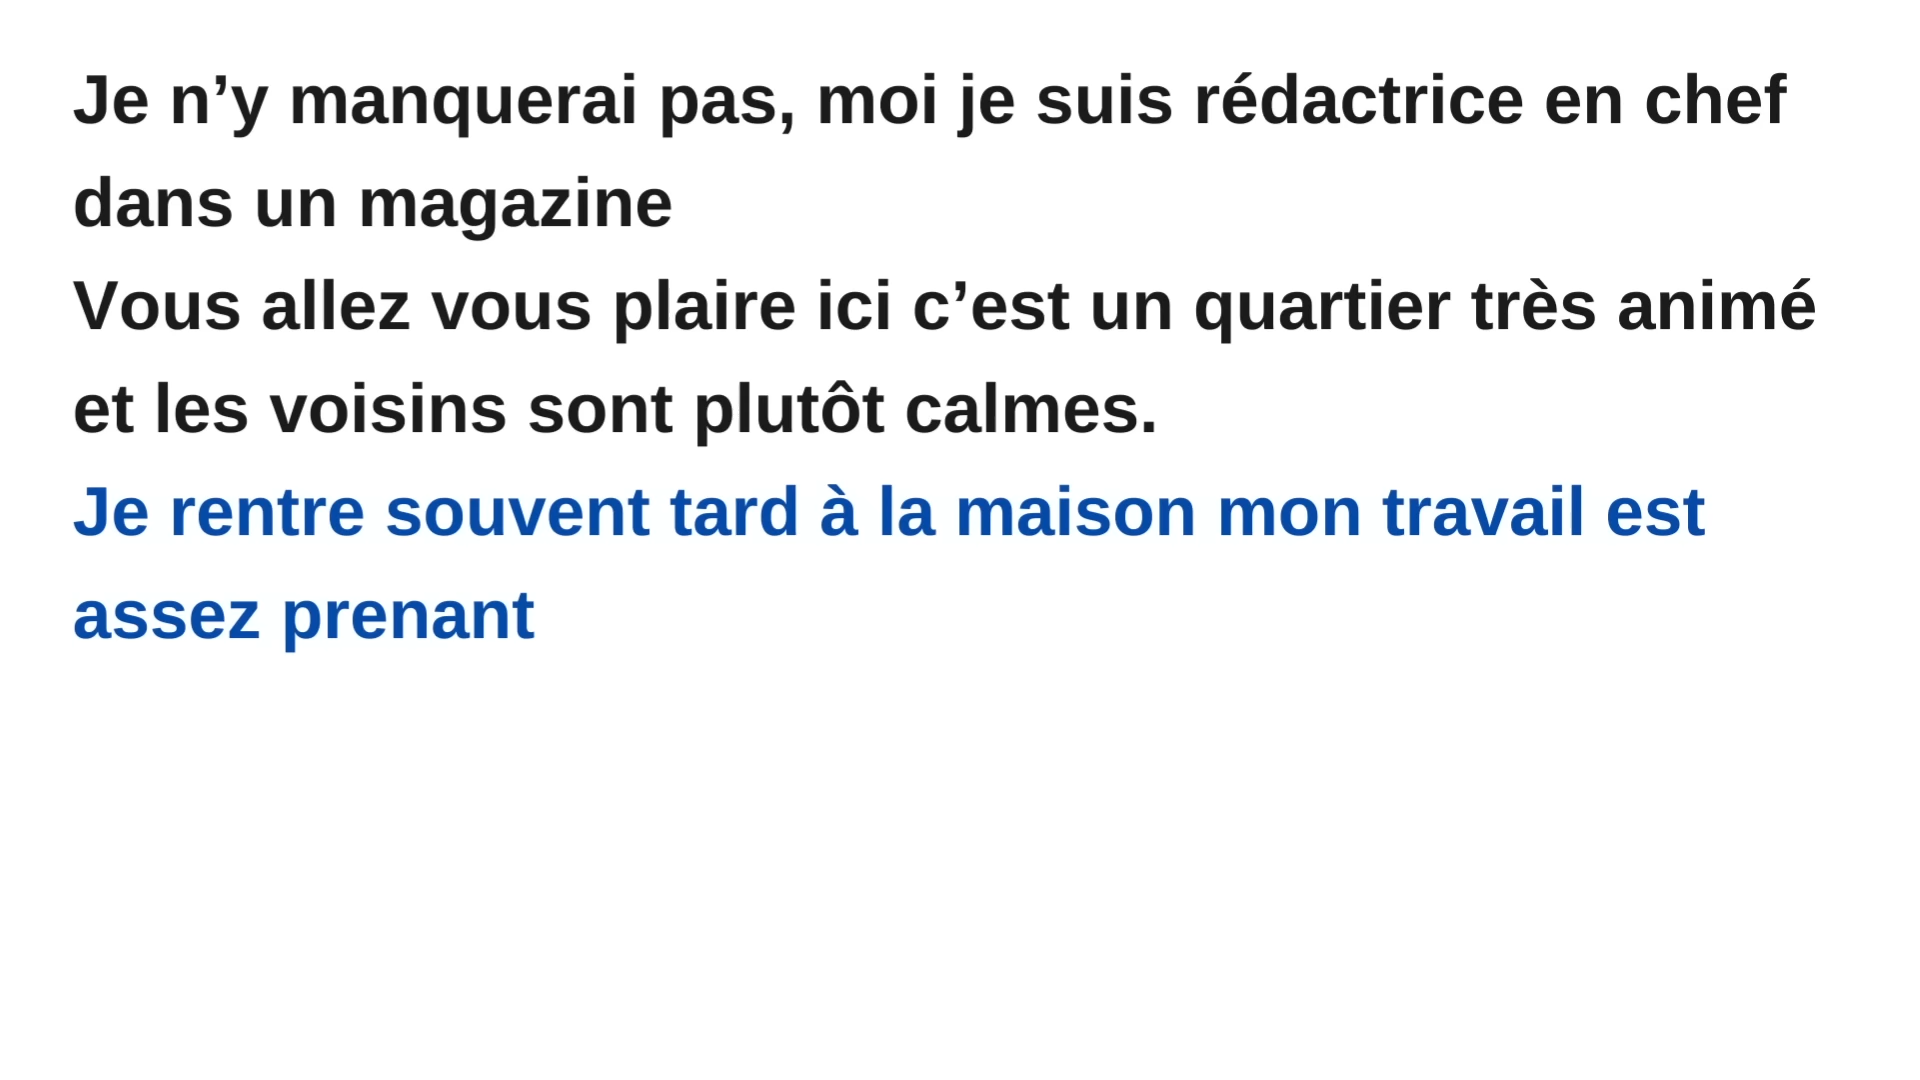 Je n’y manquerai pas, moi je suis rédactrice en chef
dans un magazine
Vous allez vous plaire ici c’est un quartier très animé
et les voisins sont plutôt calmes.
Je rentre souvent tard à la maison mon travail est
assez prenant